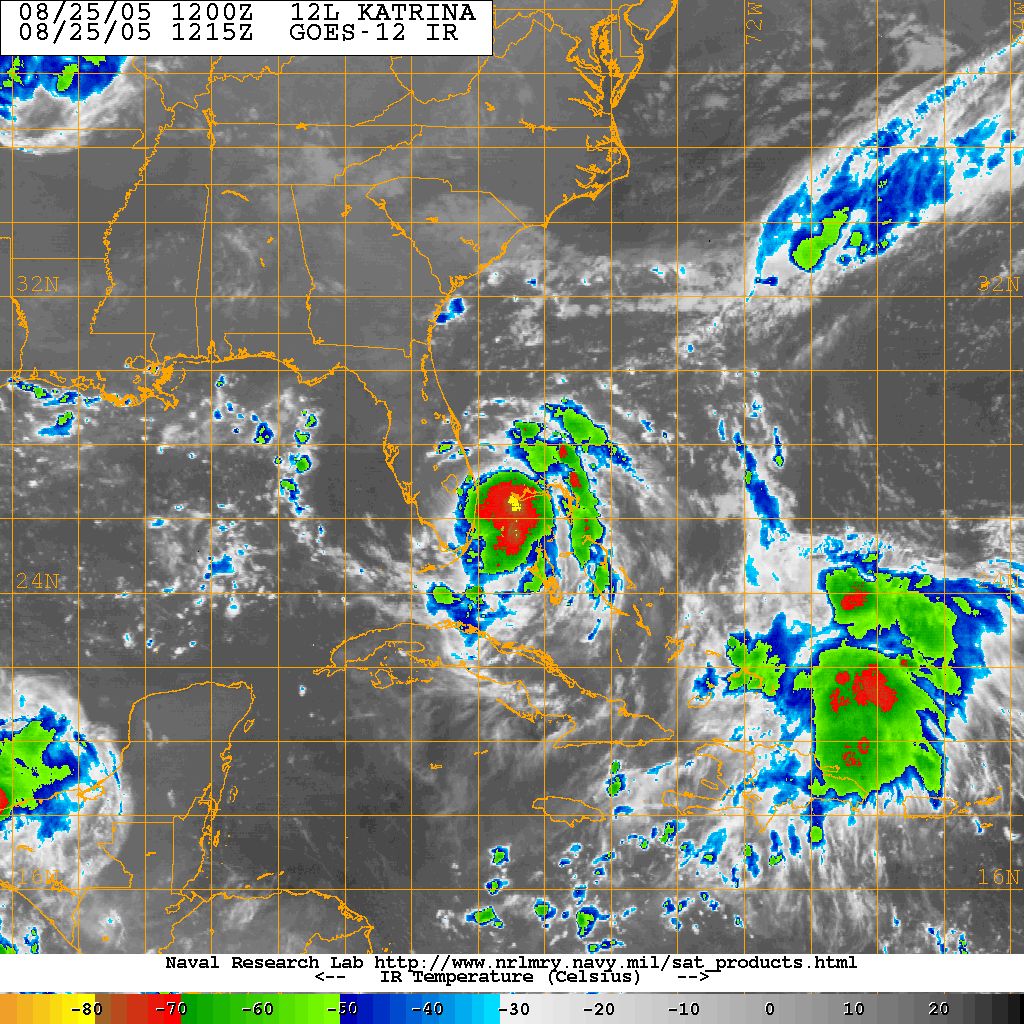 08/25/05 1200Z 12L KATRINA
08/25/05 1215Z GOES-12 IR
72W
32N 32N
24N
16N 16N
Naval Research Lab http://www.nrlmry.navy.mil/sat_products.html
<-- IR Temperature (Celsius) -->
-80 -70 -60 -50 -40 -30 -20 -10 0 10 20